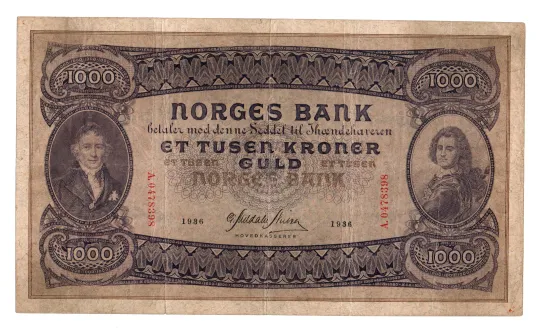 1000 1000
NORGES BANK
betaler mod denne Seddel til Ihændehaveren
ET TUSEN KRONER
ET TUSEN GULD ET TUSEN
NORGES BANK
A.0478398 A.0478398
1936 1936
HOVEDKASSERER
1000 1000